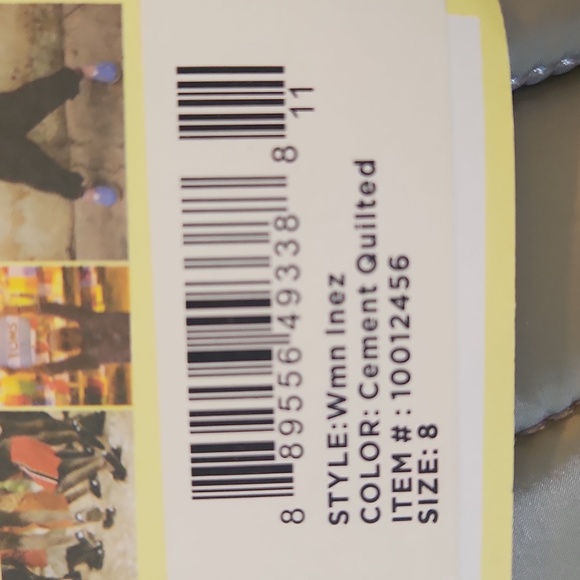 8 89556 49338 8 11
STYLE:Wmn Inez
COLOR: Cement Quilted
ITEM #: 10012456
SIZE: 8